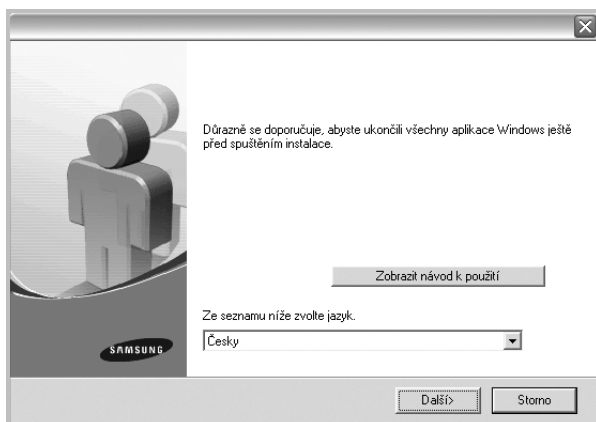 Důrazně se doporučuje, abyste ukončili všechny aplikace Windows ještě
před spuštěním instalace.
Zobrazit návod k použití
Ze seznamu níže zvolte jazyk.
Česky
SAMSUNG
Další>
Storno